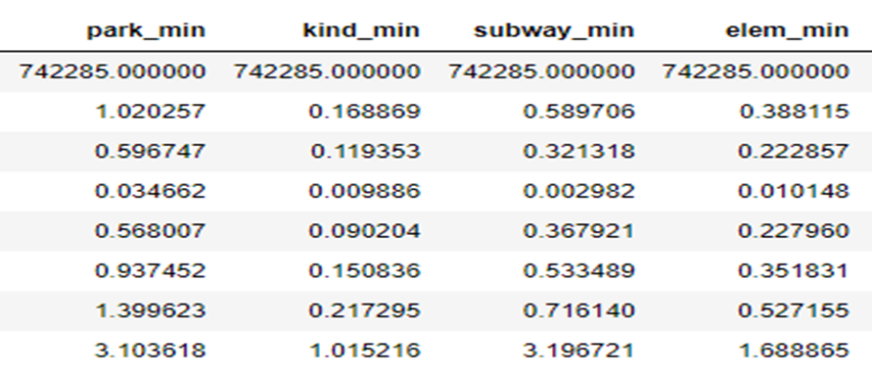 park_min kind_min subway_min elem_min
742285.000000 742285.000000 742285.000000 742285.000000
1.020257 0.168869 0.589706 0.388115
0.596747 0.119353 0.321318 0.222857
0.034662 0.009886 0.002982 0.010148
0.568007 0.090204 0.367921 0.227960
0.937452 0.150836 0.533489 0.351831
1.399623 0.217295 0.716140 0.527155
3.103618 1.015216 3.196721 1.688865